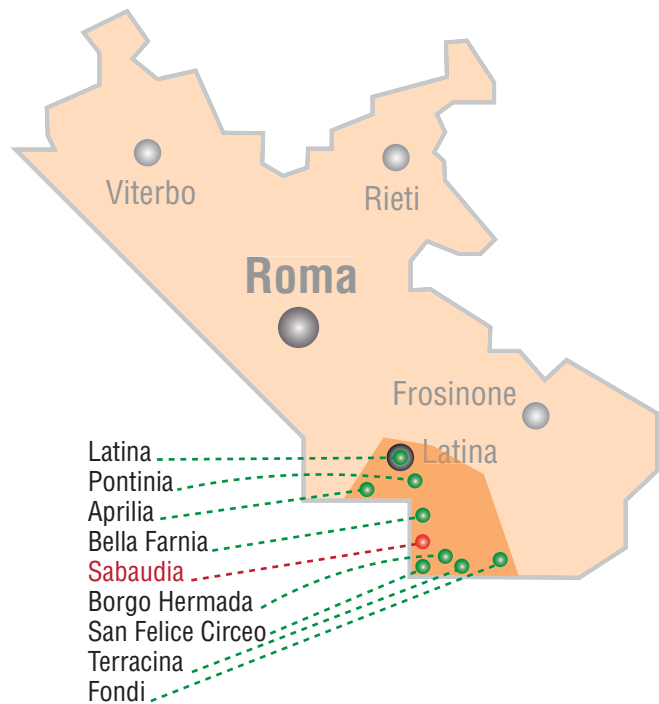 Viterbo
Rieti
Roma
Frosinone
Latina
Latina
Pontinia
Aprilia
Bella Farnia
Sabaudia
Borgo Hermada
San Felice Circeo
Terracina
Fondi